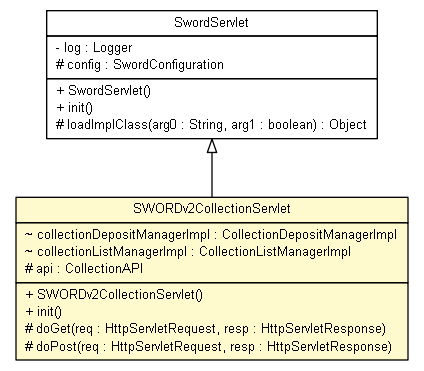 SwordServlet
- log : Logger
# config : SwordConfiguration
+ SwordServlet()
+ init()
# loadImplClass(arg0 : String, arg1 : boolean) : Object
SWORDv2CollectionServlet
~ collectionDepositManagerImpl : CollectionDepositManagerImpl
~ collectionListManagerImpl : CollectionListManagerImpl
# api : CollectionAPI
+ SWORDv2CollectionServlet()
+ init()
# doGet(req : HttpServletRequest, resp : HttpServletResponse)
# doPost(req : HttpServletRequest, resp : HttpServletResponse)